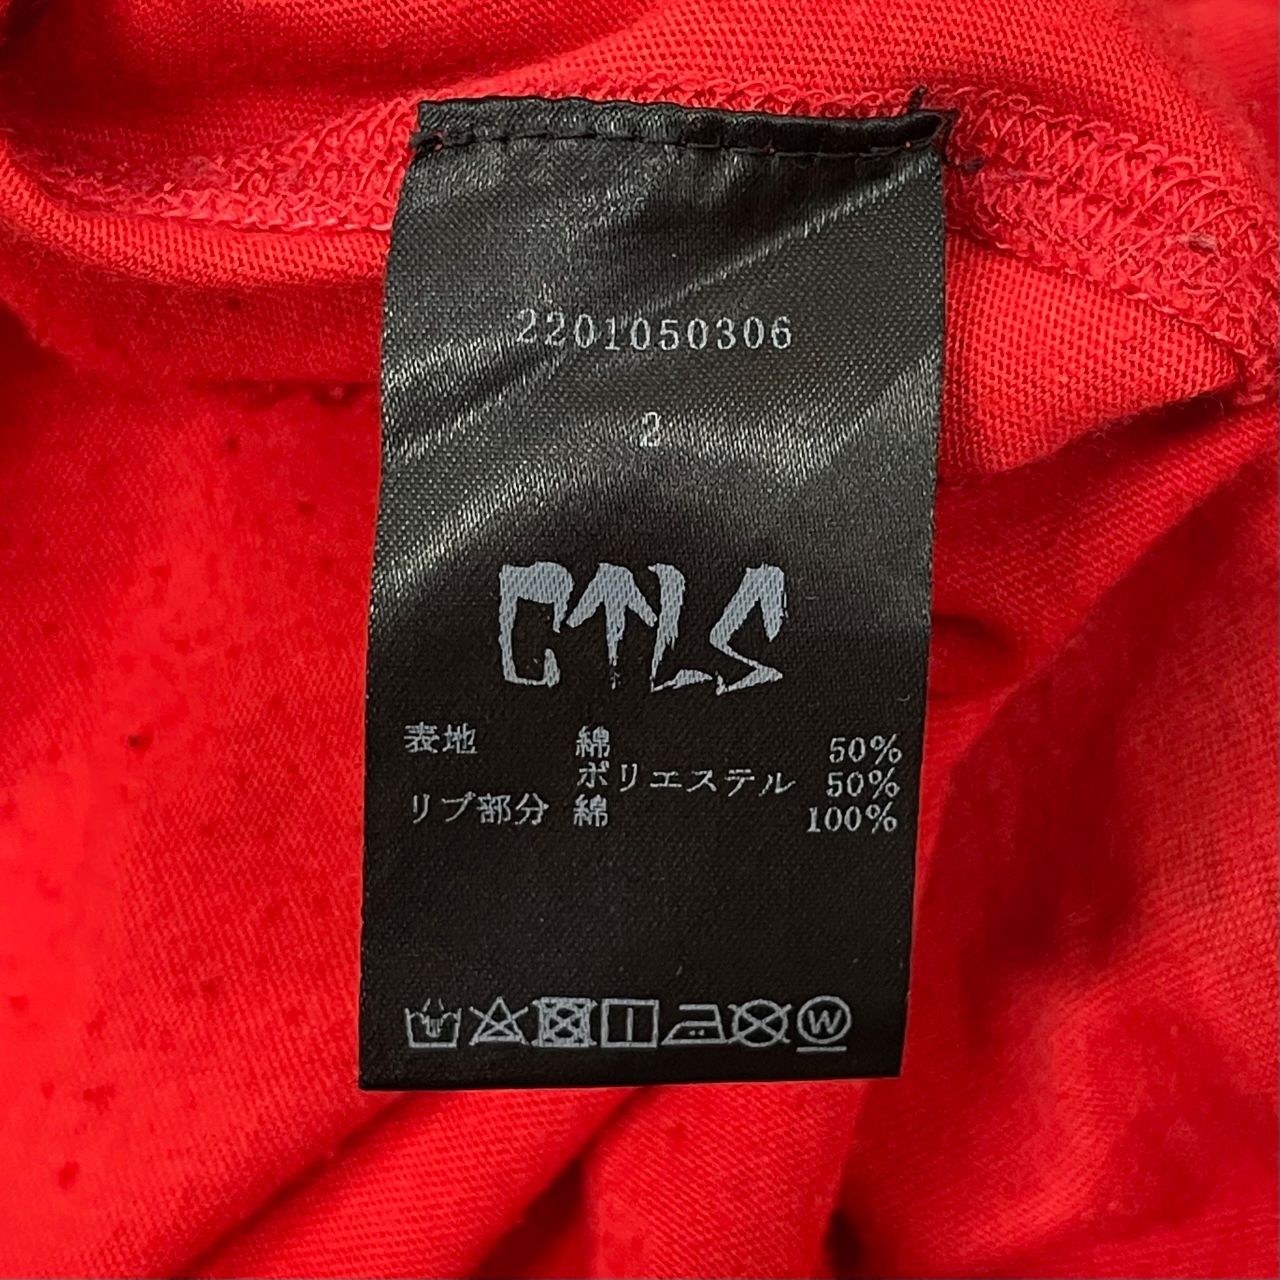 2201050306
2
CTLS
表地 綿 50%
ポリエステル 50%
リブ部分 綿 100%
W